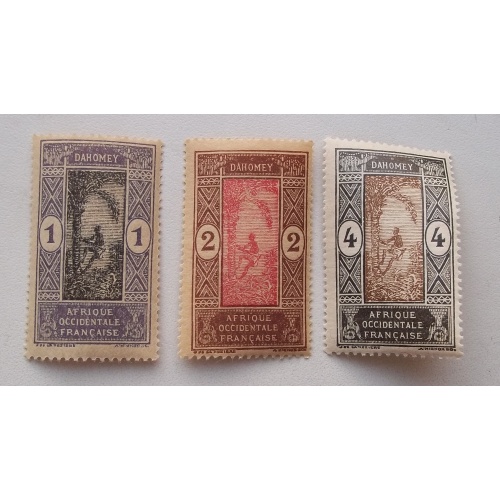 DAHOMEY
1 1
AFRIQUE
OCCIDENTALE
FRANÇAISE
DAHOMEY
2 2
AFRIQUE
OCCIDENTALE
FRANÇAISE
DAHOMEY
4 4
AFRIQUE
OCCIDENTALE
FRANÇAISE